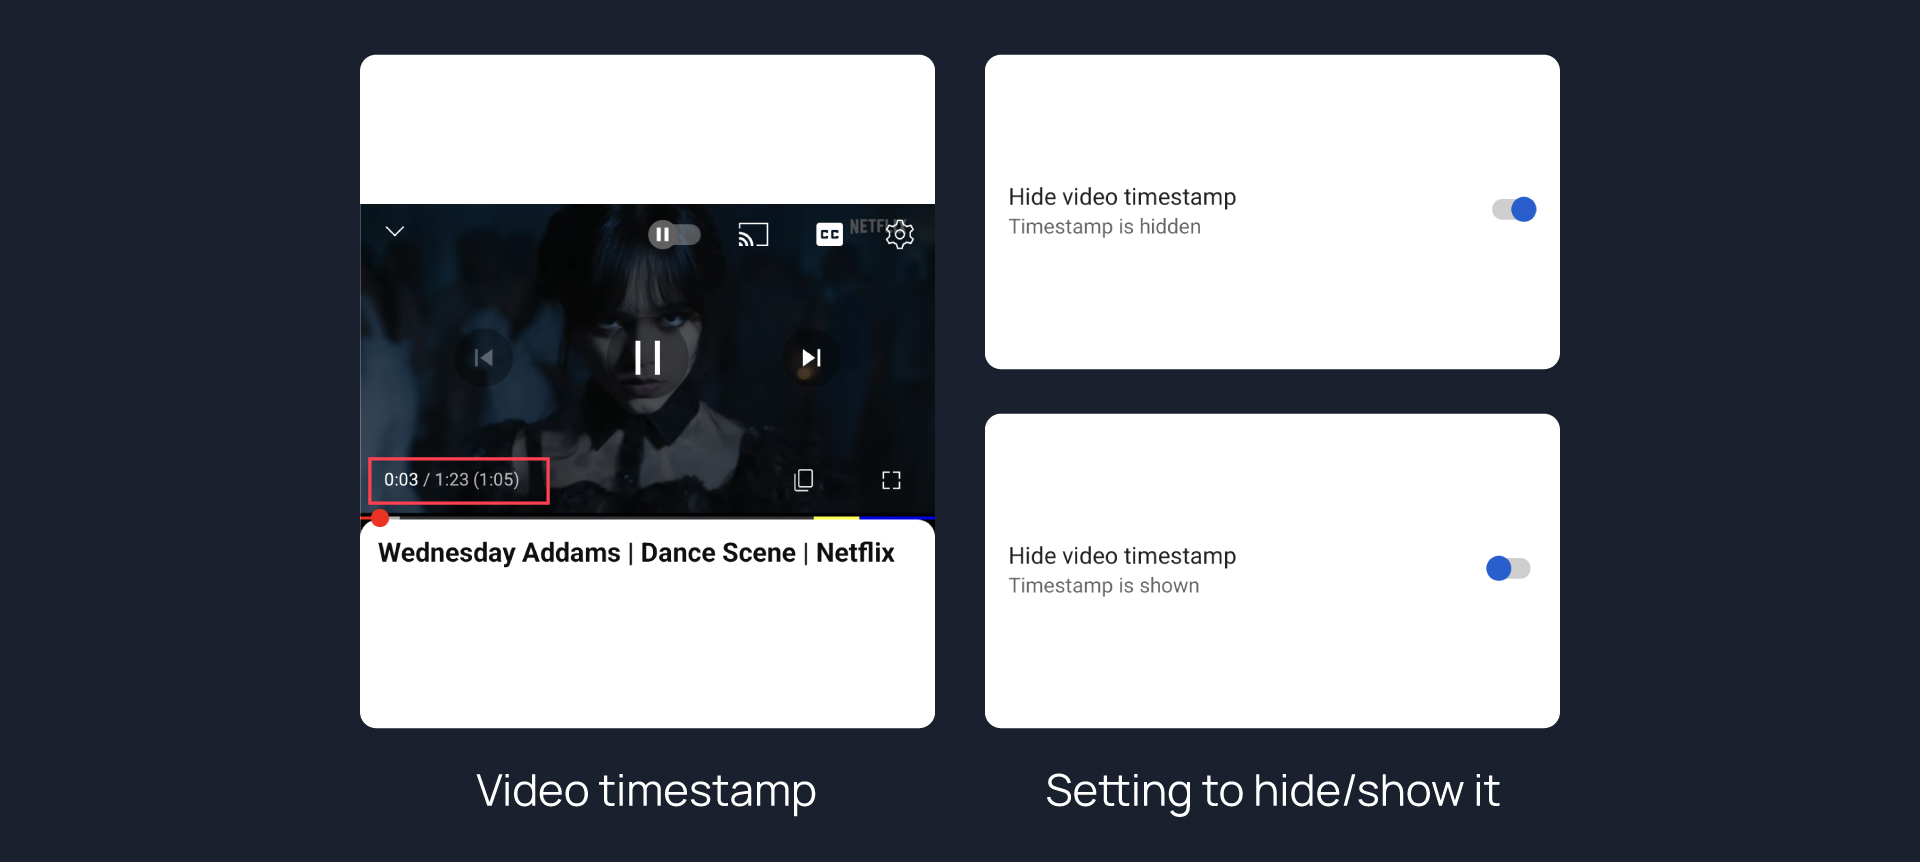 CC
NETFLIX
0:03 / 1:23 (1:05)
Wednesday Addams | Dance Scene | Netflix
Video timestamp
Hide video timestamp
Timestamp is hidden
Hide video timestamp
Timestamp is shown
Setting to hide/show it